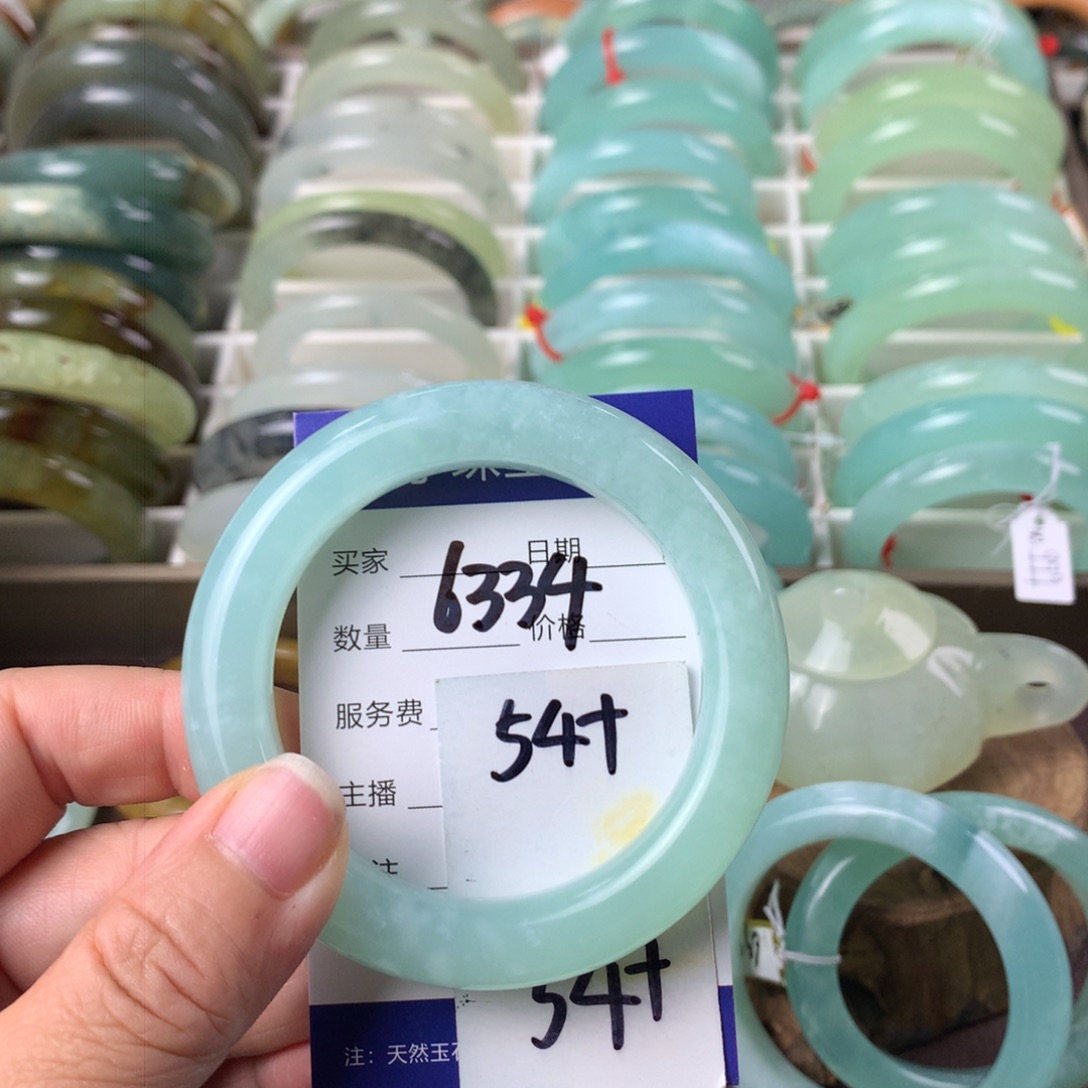 买家 6334 日期
数量 价格
服务费
54+
主播
54+
注：天然玉石